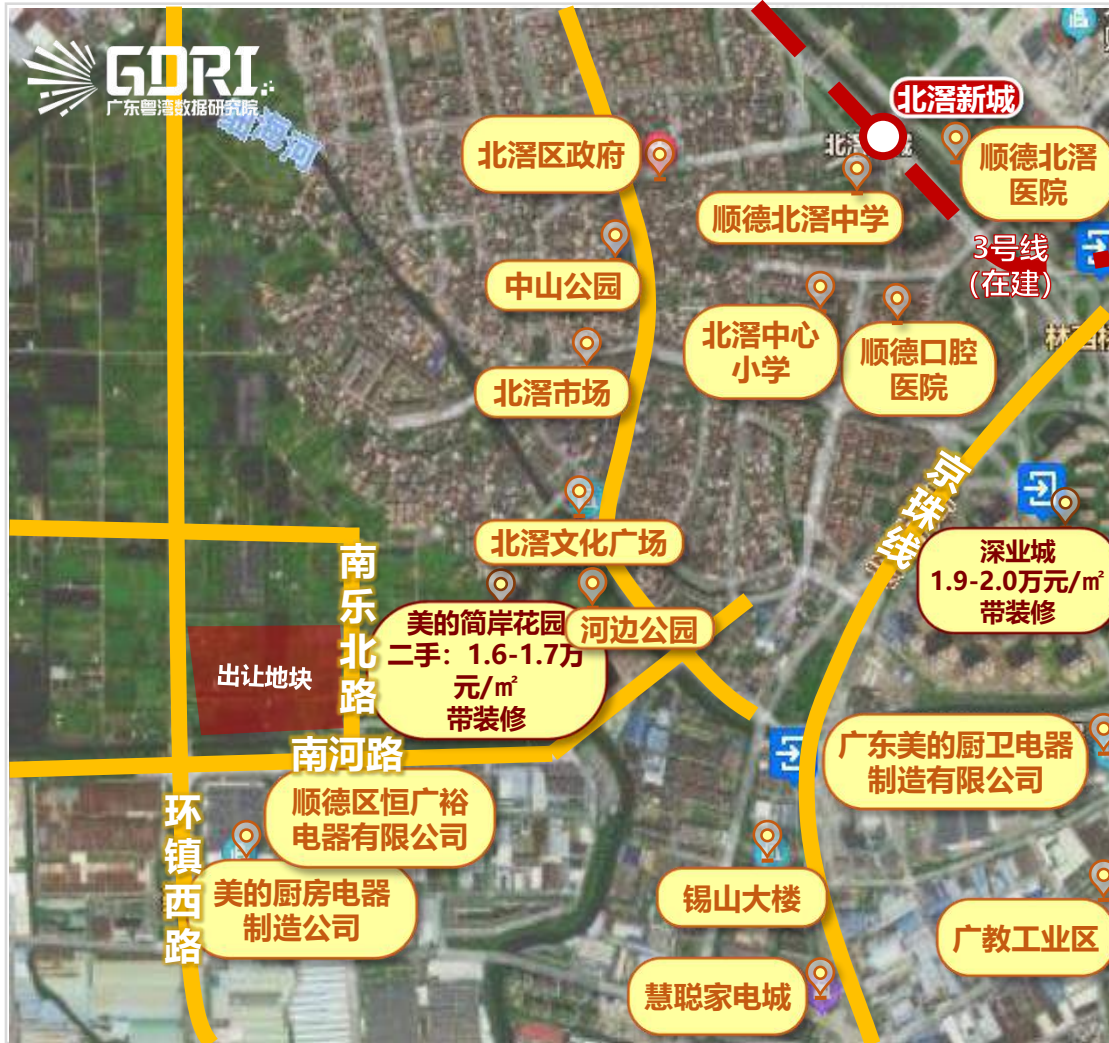 GDRI
广东粤湾数据研究院
北滘新城
北滘区政府
顺德北滘
医院
顺德北滘中学
3号线
(在建)
中山公园
北滘中心
小学
顺德口腔
医院
北滘市场
京珠线
北滘文化广场
深业城
1.9-2.0万元/㎡
带装修
南乐北路
美的简岸花园
二手：1.6-1.7万
元/㎡
带装修
河边公园
出让地块
南河路
广东美的厨卫电器
制造有限公司
顺德区恒广裕
电器有限公司
环镇西路
美的厨房电器
制造公司
锡山大楼
广教工业区
慧聪家电城